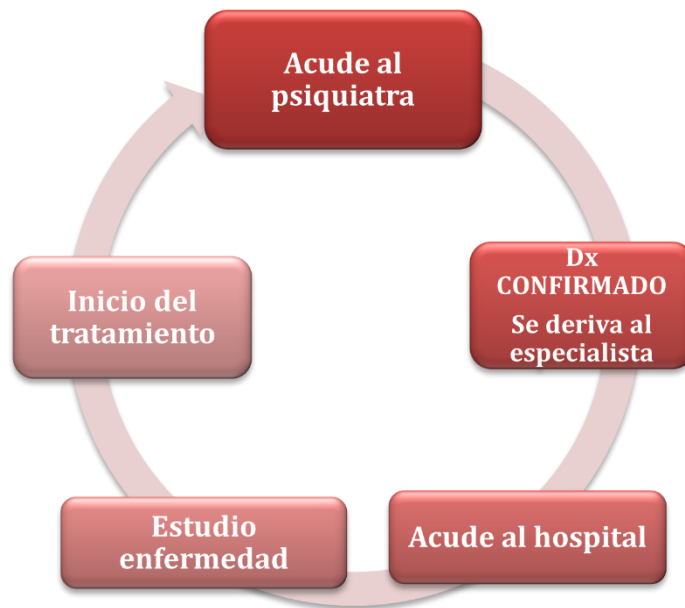 Acude al
psiquiatra
Dx
CONFIRMADO
Se deriva al
especialista
Acude al hospital
Estudio
enfermedad
Inicio del
tratamiento